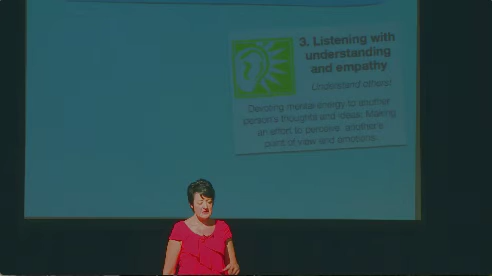 3. Listening with
understanding
and empathy
Understand others!
Devoting mental energy to another
person's thoughts and ideas. Making
an effort to perceive another's
point of view and emotions.